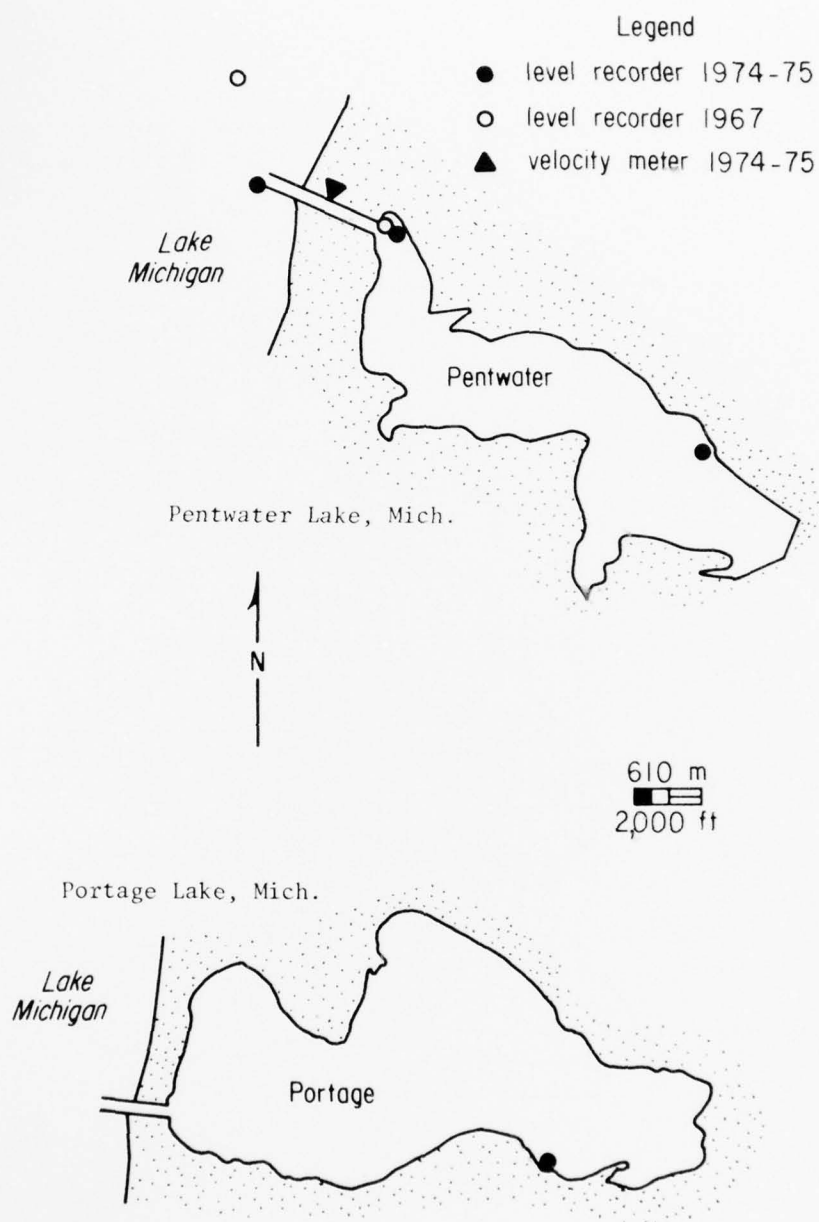 Legend
level recorder 1974-75
level recorder 1967
velocity meter 1974-75
Lake
Michigan
Pentwater
Pentwater Lake, Mich.
N
610 m
2,000 ft
Portage Lake, Mich.
Lake
Michigan
Portage